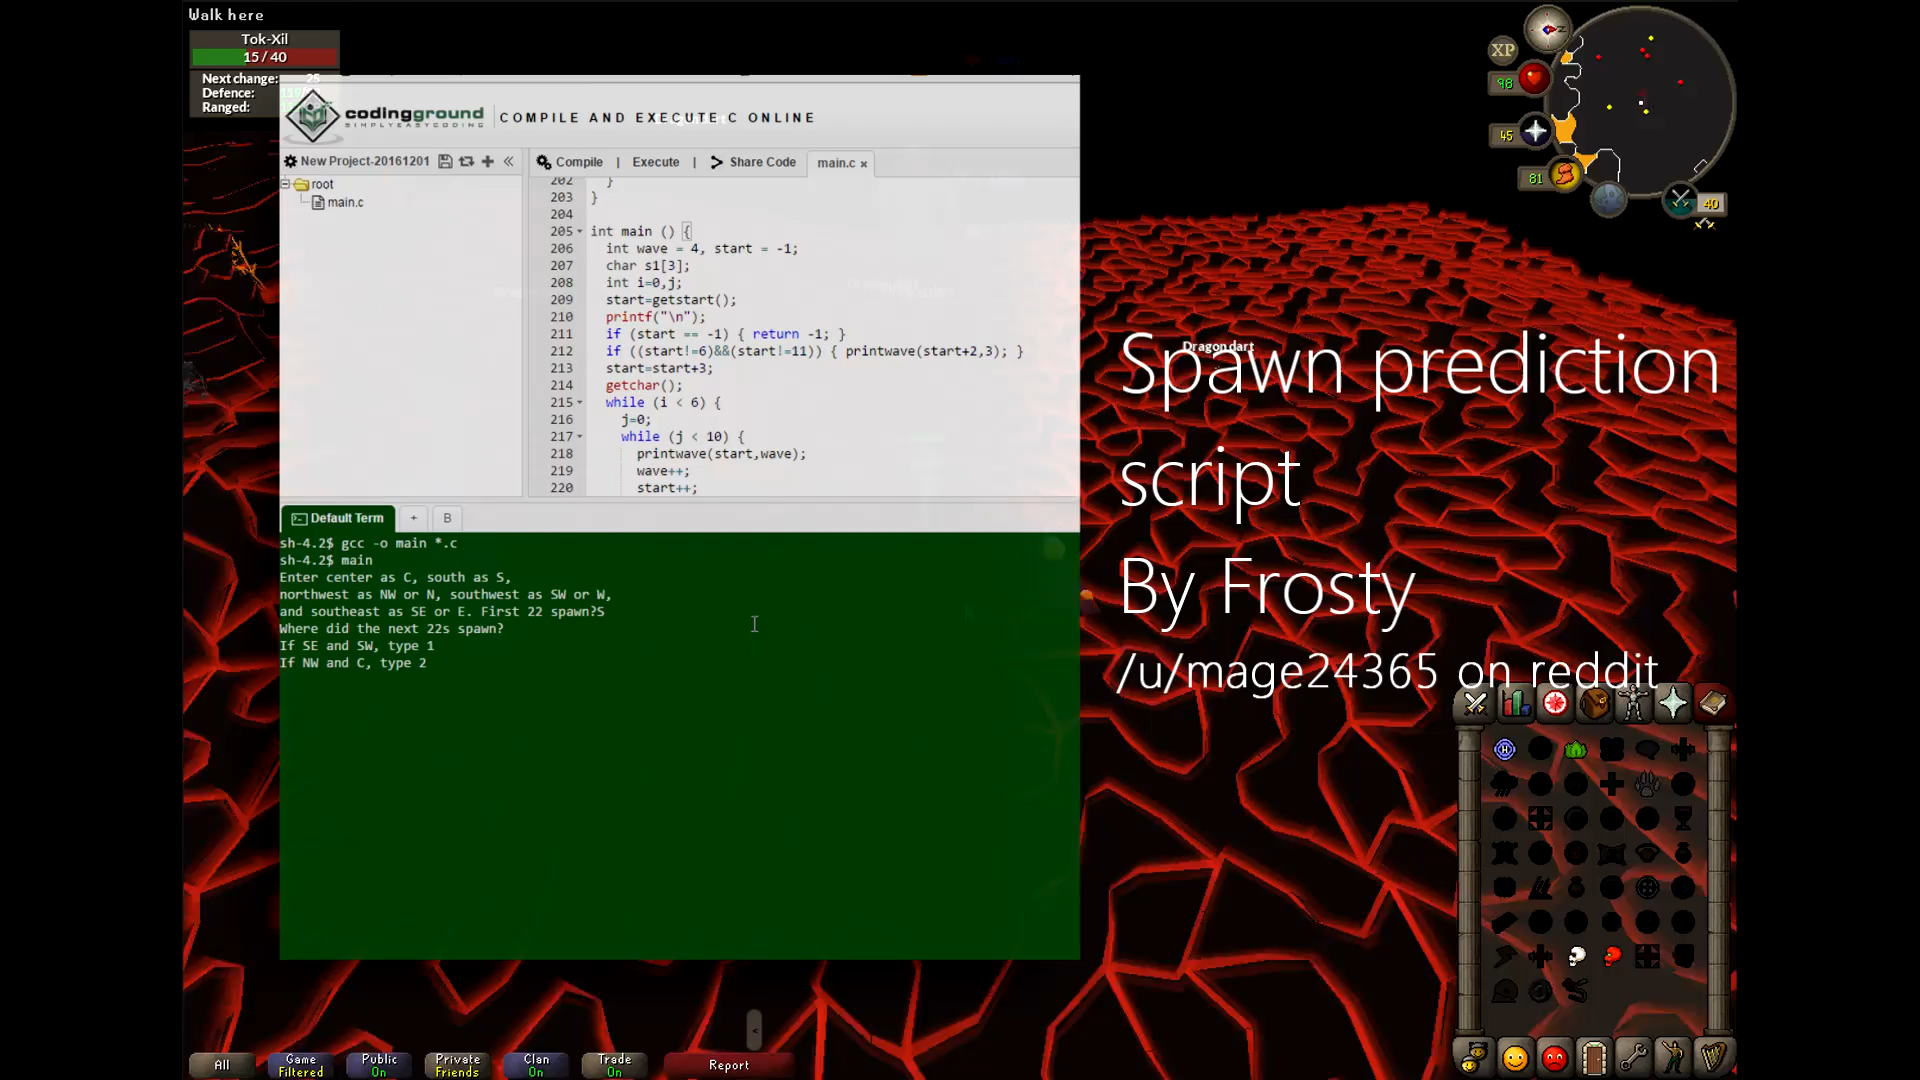 Walk here
Tok-Xil
15 / 40
Next change: 25
Defence:
Ranged:
codingground
SIMPLYEASYCODING
COMPILE AND EXECUTE C ONLINE
New Project-20161201
root
main.c
Compile | Execute | Share Code
main.c ×
202 }
203 }
204
205 int main () {
206 int wave = 4, start = -1;
207 char s1[3];
208 int i=0,j;
209 start=getstart();
210 printf("\n");
211 if (start == -1) { return -1; }
212 if ((start!=6)&&(start!=11)) { printwave(start+2,3); }
213 start=start+3;
214 getchar();
215 while (i < 6) {
216 j=0;
217 while (j < 10) {
218 printwave(start,wave);
219 wave++;
220 start++;
Default Term + B
sh-4.2$ gcc -o main *.c
sh-4.2$ main
Enter center as C, south as S,
northwest as NW or N, southwest as SW or W,
and southeast as SE or E. First 22 spawn?S
Where did the next 22s spawn?
If SE and SW, type 1
If NW and C, type 2
Dragon dart
Spawn prediction
script
By Frosty
/u/mage24365 on reddit
XP
98
45
81
40
All
Game
Filtered
Public
On
Private
Friends
Clan
On
Trade
On
Report